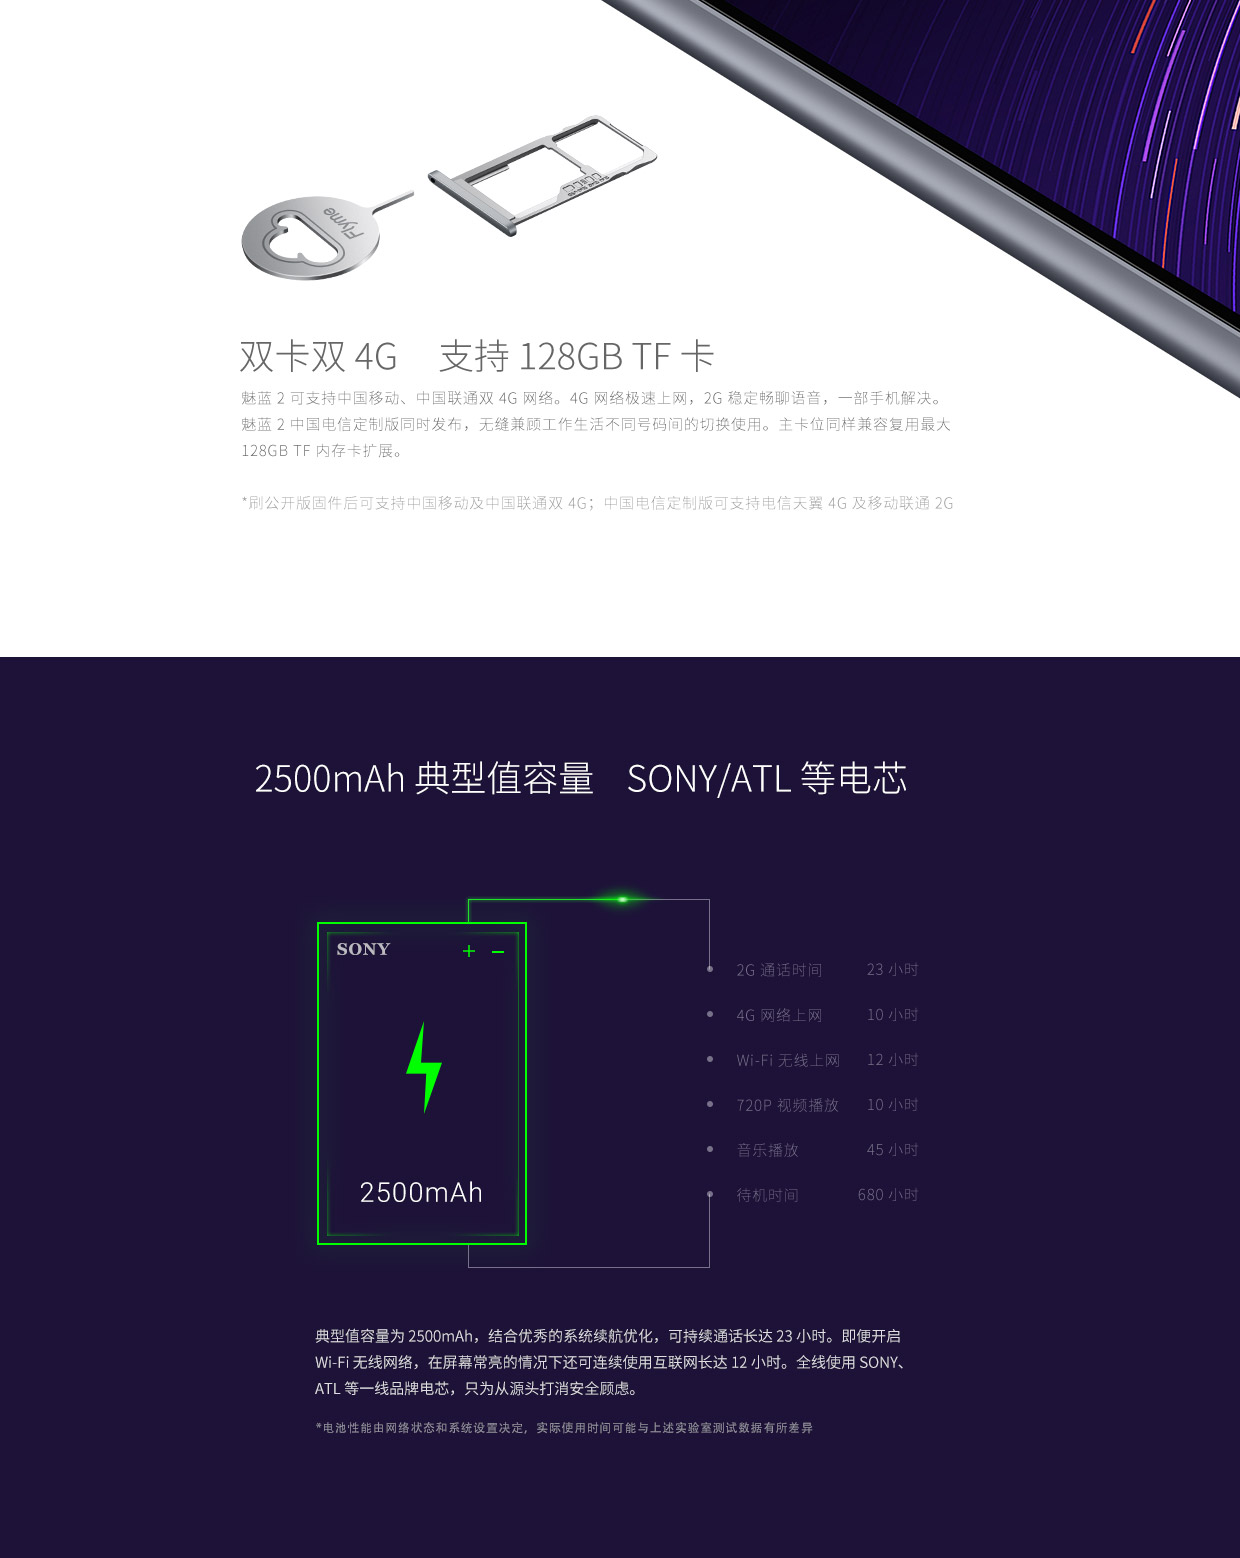 Flyme
双卡双 4G 支持 128GB TF 卡
魅蓝 2 可支持中国移动、中国联通双 4G 网络。4G 网络极速上网，2G 稳定畅聊语音，一部手机解决。
魅蓝 2 中国电信定制版同时发布，无缝兼顾工作生活不同号码间的切换使用。主卡位同样兼容复用最大
128GB TF 内存卡扩展。
*刷公开版固件后可支持中国移动及中国联通双 4G；中国电信定制版可支持电信天翼 4G 及移动联通 2G
2500mAh 典型值容量 SONY/ATL 等电芯
SONY + −
2500mAh
2G 通话时间 23 小时
4G 网络上网 10 小时
Wi-Fi 无线上网 12 小时
720P 视频播放 10 小时
音乐播放 45 小时
待机时间 680 小时
典型值容量为 2500mAh，结合优秀的系统续航优化，可持续通话长达 23 小时。即便开启
Wi-Fi 无线网络，在屏幕常亮的情况下还可连续使用互联网长达 12 小时。全线使用 SONY、
ATL 等一线品牌电芯，只为从源头打消安全顾虑。
*电池性能由网络状态和系统设置决定，实际使用时间可能与上述实验室测试数据有所差异